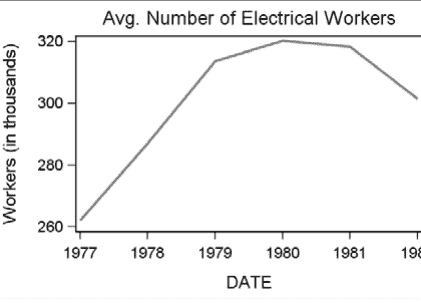 Avg. Number of Electrical Workers
Workers (in thousands)
320
300
280
260
1977 1978 1979 1980 1981
DATE